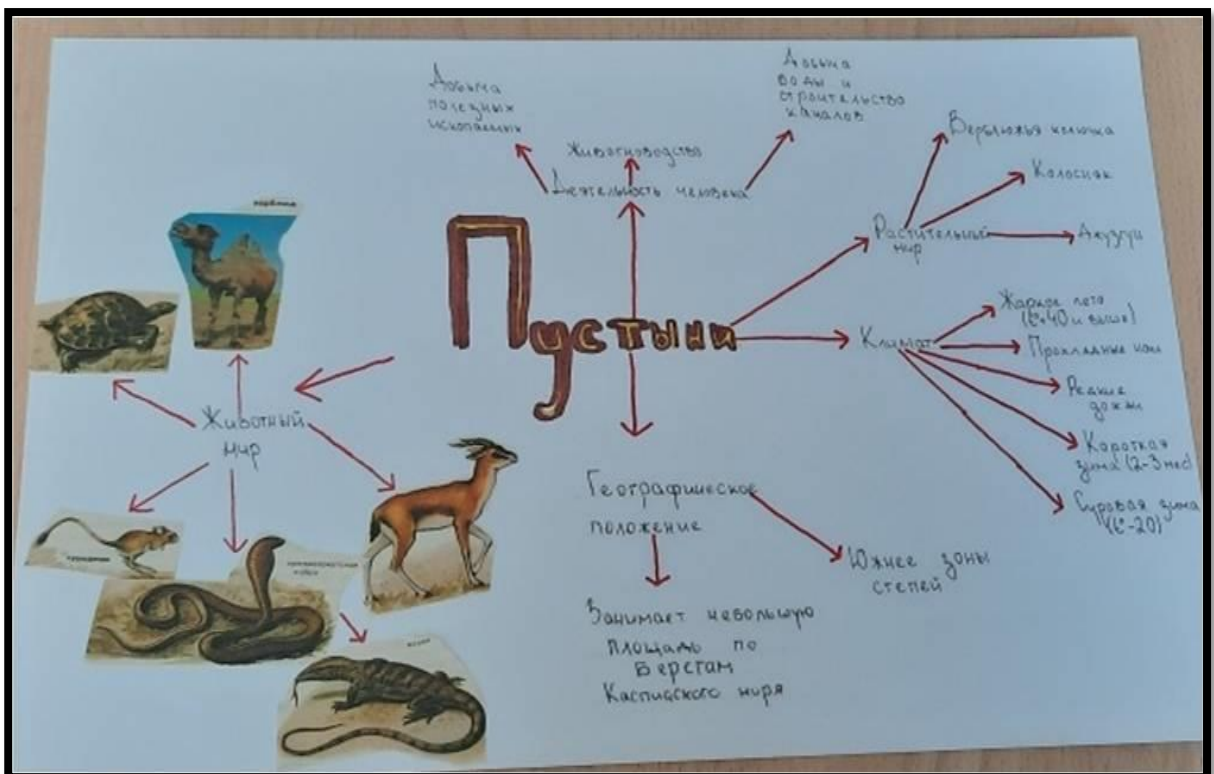 Добыча
полезных
ископаемых
Животноводство
Добыча
воды и
строительство
каналов
Деятельность человека
Пустыни
Растительный
мир
Верблюжья колючка
Колосняк
Джузгун
Климат
Жаркое лето
(t°+40 и выше)
Прохладные ночи
Редкие
дожди
Короткая
зима (2-3 мес)
Суровая зима
(t°-20)
Животный
мир
Географическое
положение
Южнее зоны
степей
Занимает небольшую
площадь по
берегам
Каспийского моря